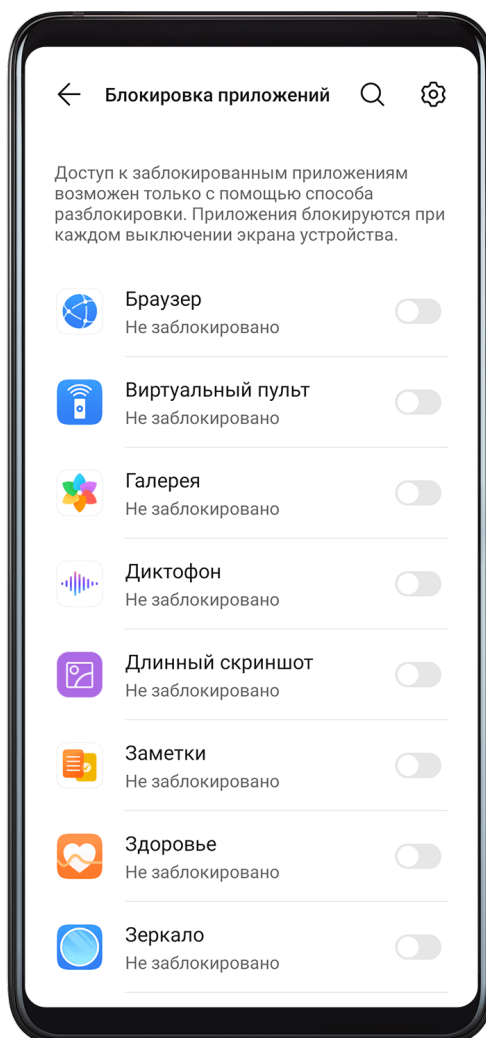 Блокировка приложений
Доступ к заблокированным приложениям
возможен только с помощью способа
разблокировки. Приложения блокируются при
каждом выключении экрана устройства.
Браузер
Не заблокировано
Виртуальный пульт
Не заблокировано
Галерея
Не заблокировано
Диктофон
Не заблокировано
Длинный скриншот
Не заблокировано
Заметки
Не заблокировано
Здоровье
Не заблокировано
Зеркало
Не заблокировано